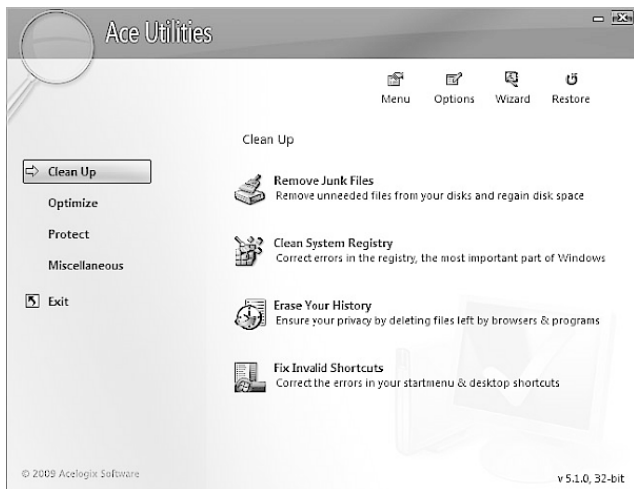 Ace Utilities
Menu Options Wizard Restore
Clean Up
Clean Up
Optimize
Protect
Miscellaneous
Exit
Remove Junk Files
Remove unneeded files from your disks and regain disk space
Clean System Registry
Correct errors in the registry, the most important part of Windows
Erase Your History
Ensure your privacy by deleting files left by browsers & programs
Fix Invalid Shortcuts
Correct the errors in your startmenu & desktop shortcuts
© 2009 Acelogix Software
v 5.1.0, 32-bit